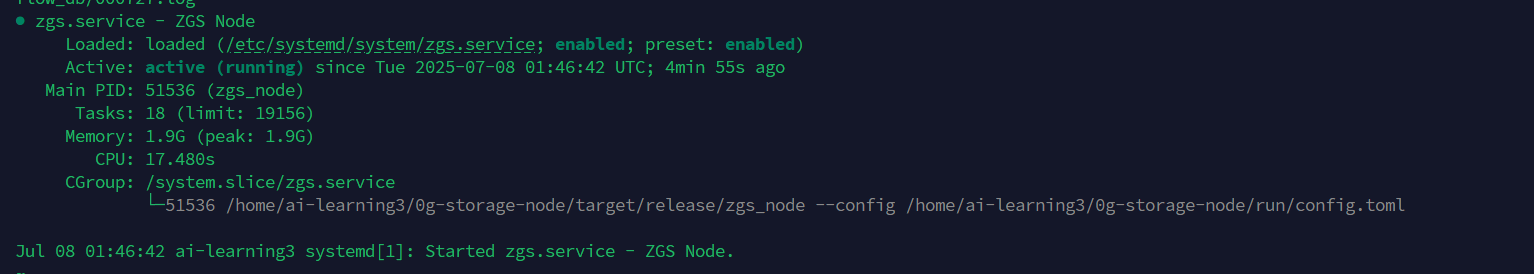 ● zgs.service - ZGS Node
Loaded: loaded (/etc/systemd/system/zgs.service; enabled; preset: enabled)
Active: active (running) since Tue 2025-07-08 01:46:42 UTC; 4min 55s ago
Main PID: 51536 (zgs_node)
Tasks: 18 (limit: 19156)
Memory: 1.9G (peak: 1.9G)
CPU: 17.480s
CGroup: /system.slice/zgs.service
└─51536 /home/ai-learning3/0g-storage-node/target/release/zgs_node --config /home/ai-learning3/0g-storage-node/run/config.toml
Jul 08 01:46:42 ai-learning3 systemd[1]: Started zgs.service - ZGS Node.